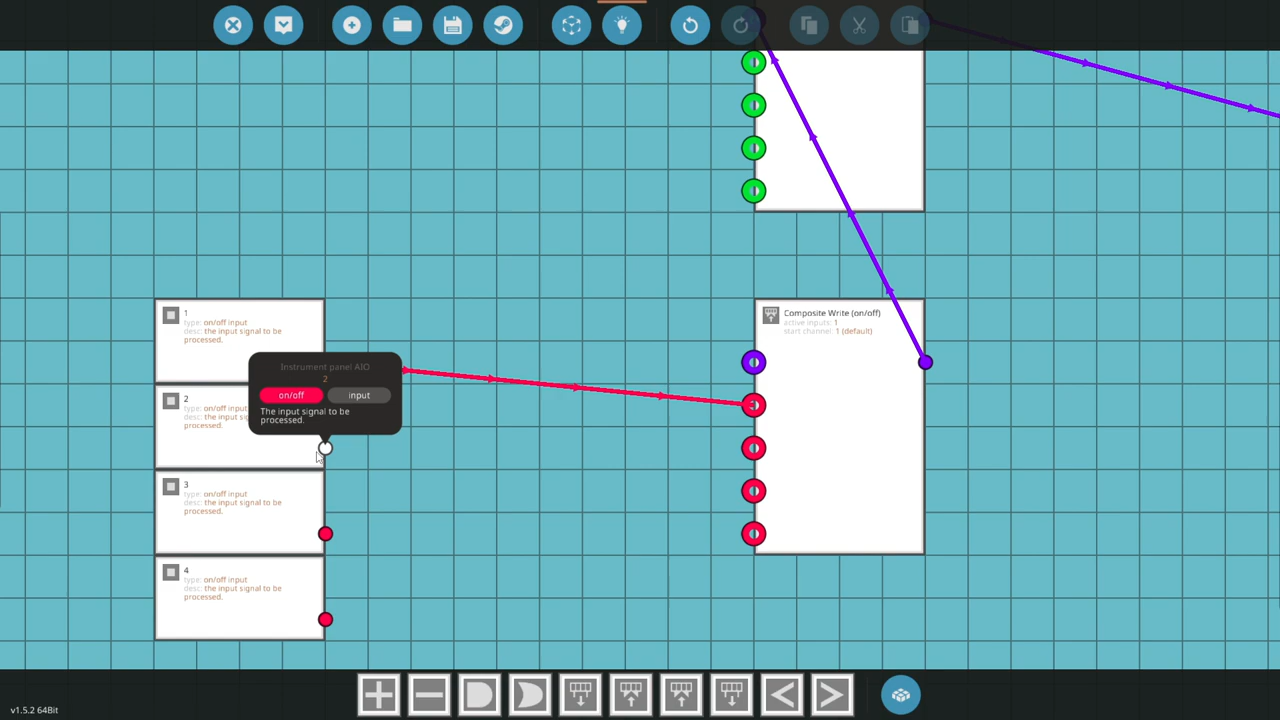 1
type: on/off input
desc: the input signal to be
processed.
Instrument panel AIO
2
on/off
input
The input signal to be
processed.
2
type: on/off input
desc: the input signal to be
processed.
3
type: on/off input
desc: the input signal to be
processed.
4
type: on/off input
desc: the input signal to be
processed.
Composite Write (on/off)
active inputs: 1
start channel: 1 (default)
v1.5.2 64Bit